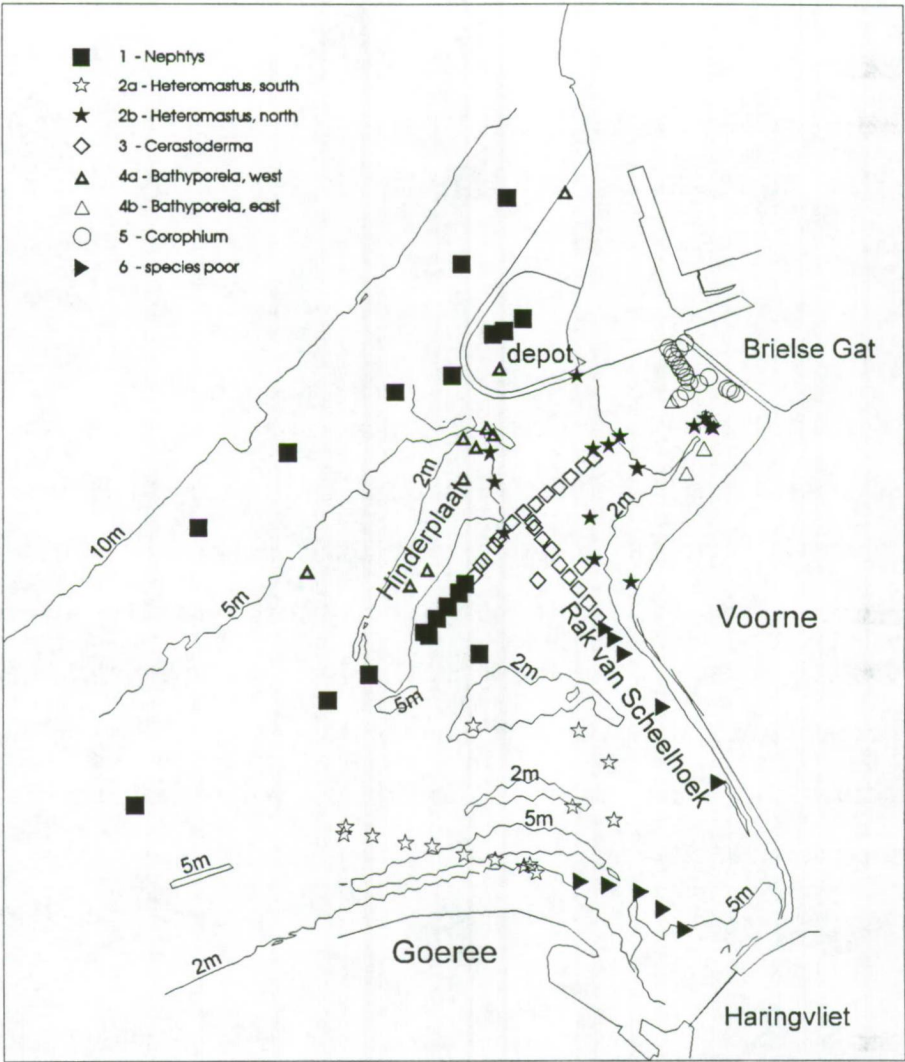 1 - Nephtys
2a - Heteromastus, south
2b - Heteromastus, north
3 - Cerastoderma
4a - Bathyporeia, west
4b - Bathyporeia, east
5 - Corophium
6 - species poor
depot
Brielse Gat
10m
5m
2m
Hinderplaat
2m
Voorne
Rak van Scheelhoek
5m
2m
2m
5m
5m
5m
2m
Goeree
Haringvliet